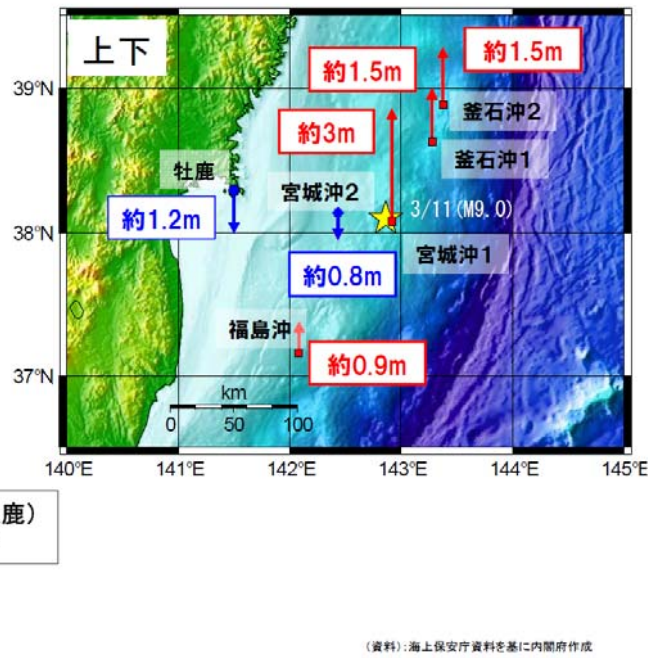 上下
約1.5m
約1.5m
39°N
釜石沖2
約3m
釜石沖1
牡鹿
宮城沖2
3/11(M9.0)
約1.2m
38°N
宮城沖1
約0.8m
福島沖
約0.9m
37°N
km
0 50 100
140°E 141°E 142°E 143°E 144°E 145°E
鹿)
(資料):海上保安庁資料を基に内閣府作成